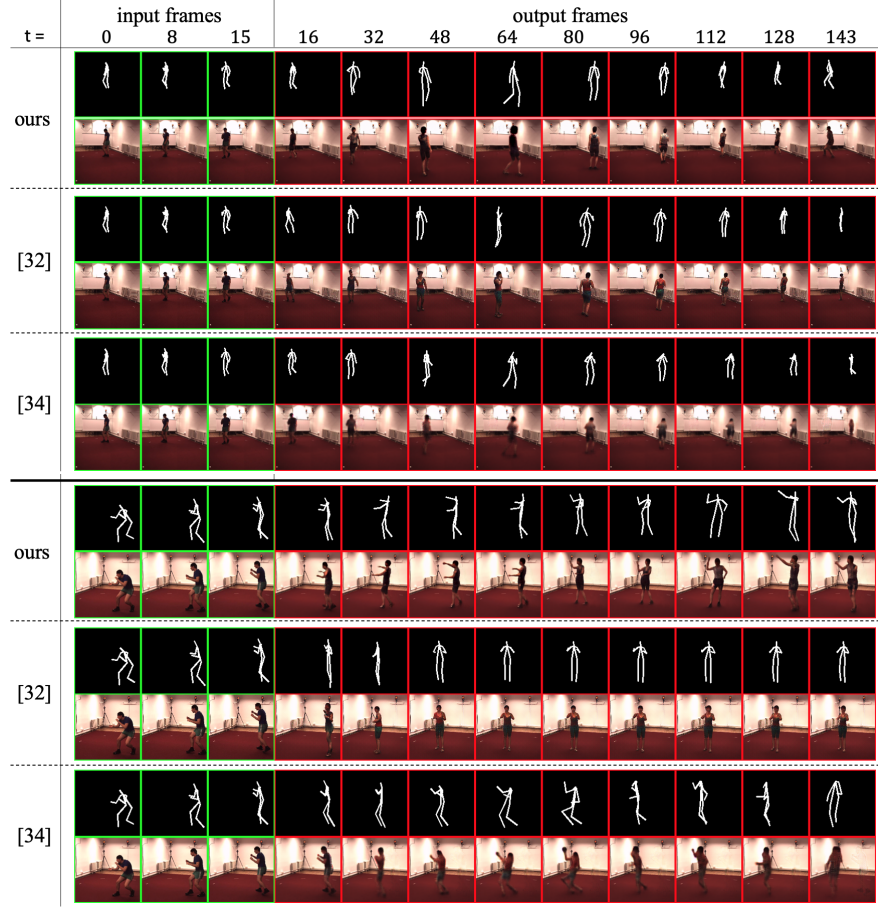 input frames output frames
t = 0 8 15 16 32 48 64 80 96 112 128 143
ours
[32]
[34]
ours
[32]
[34]